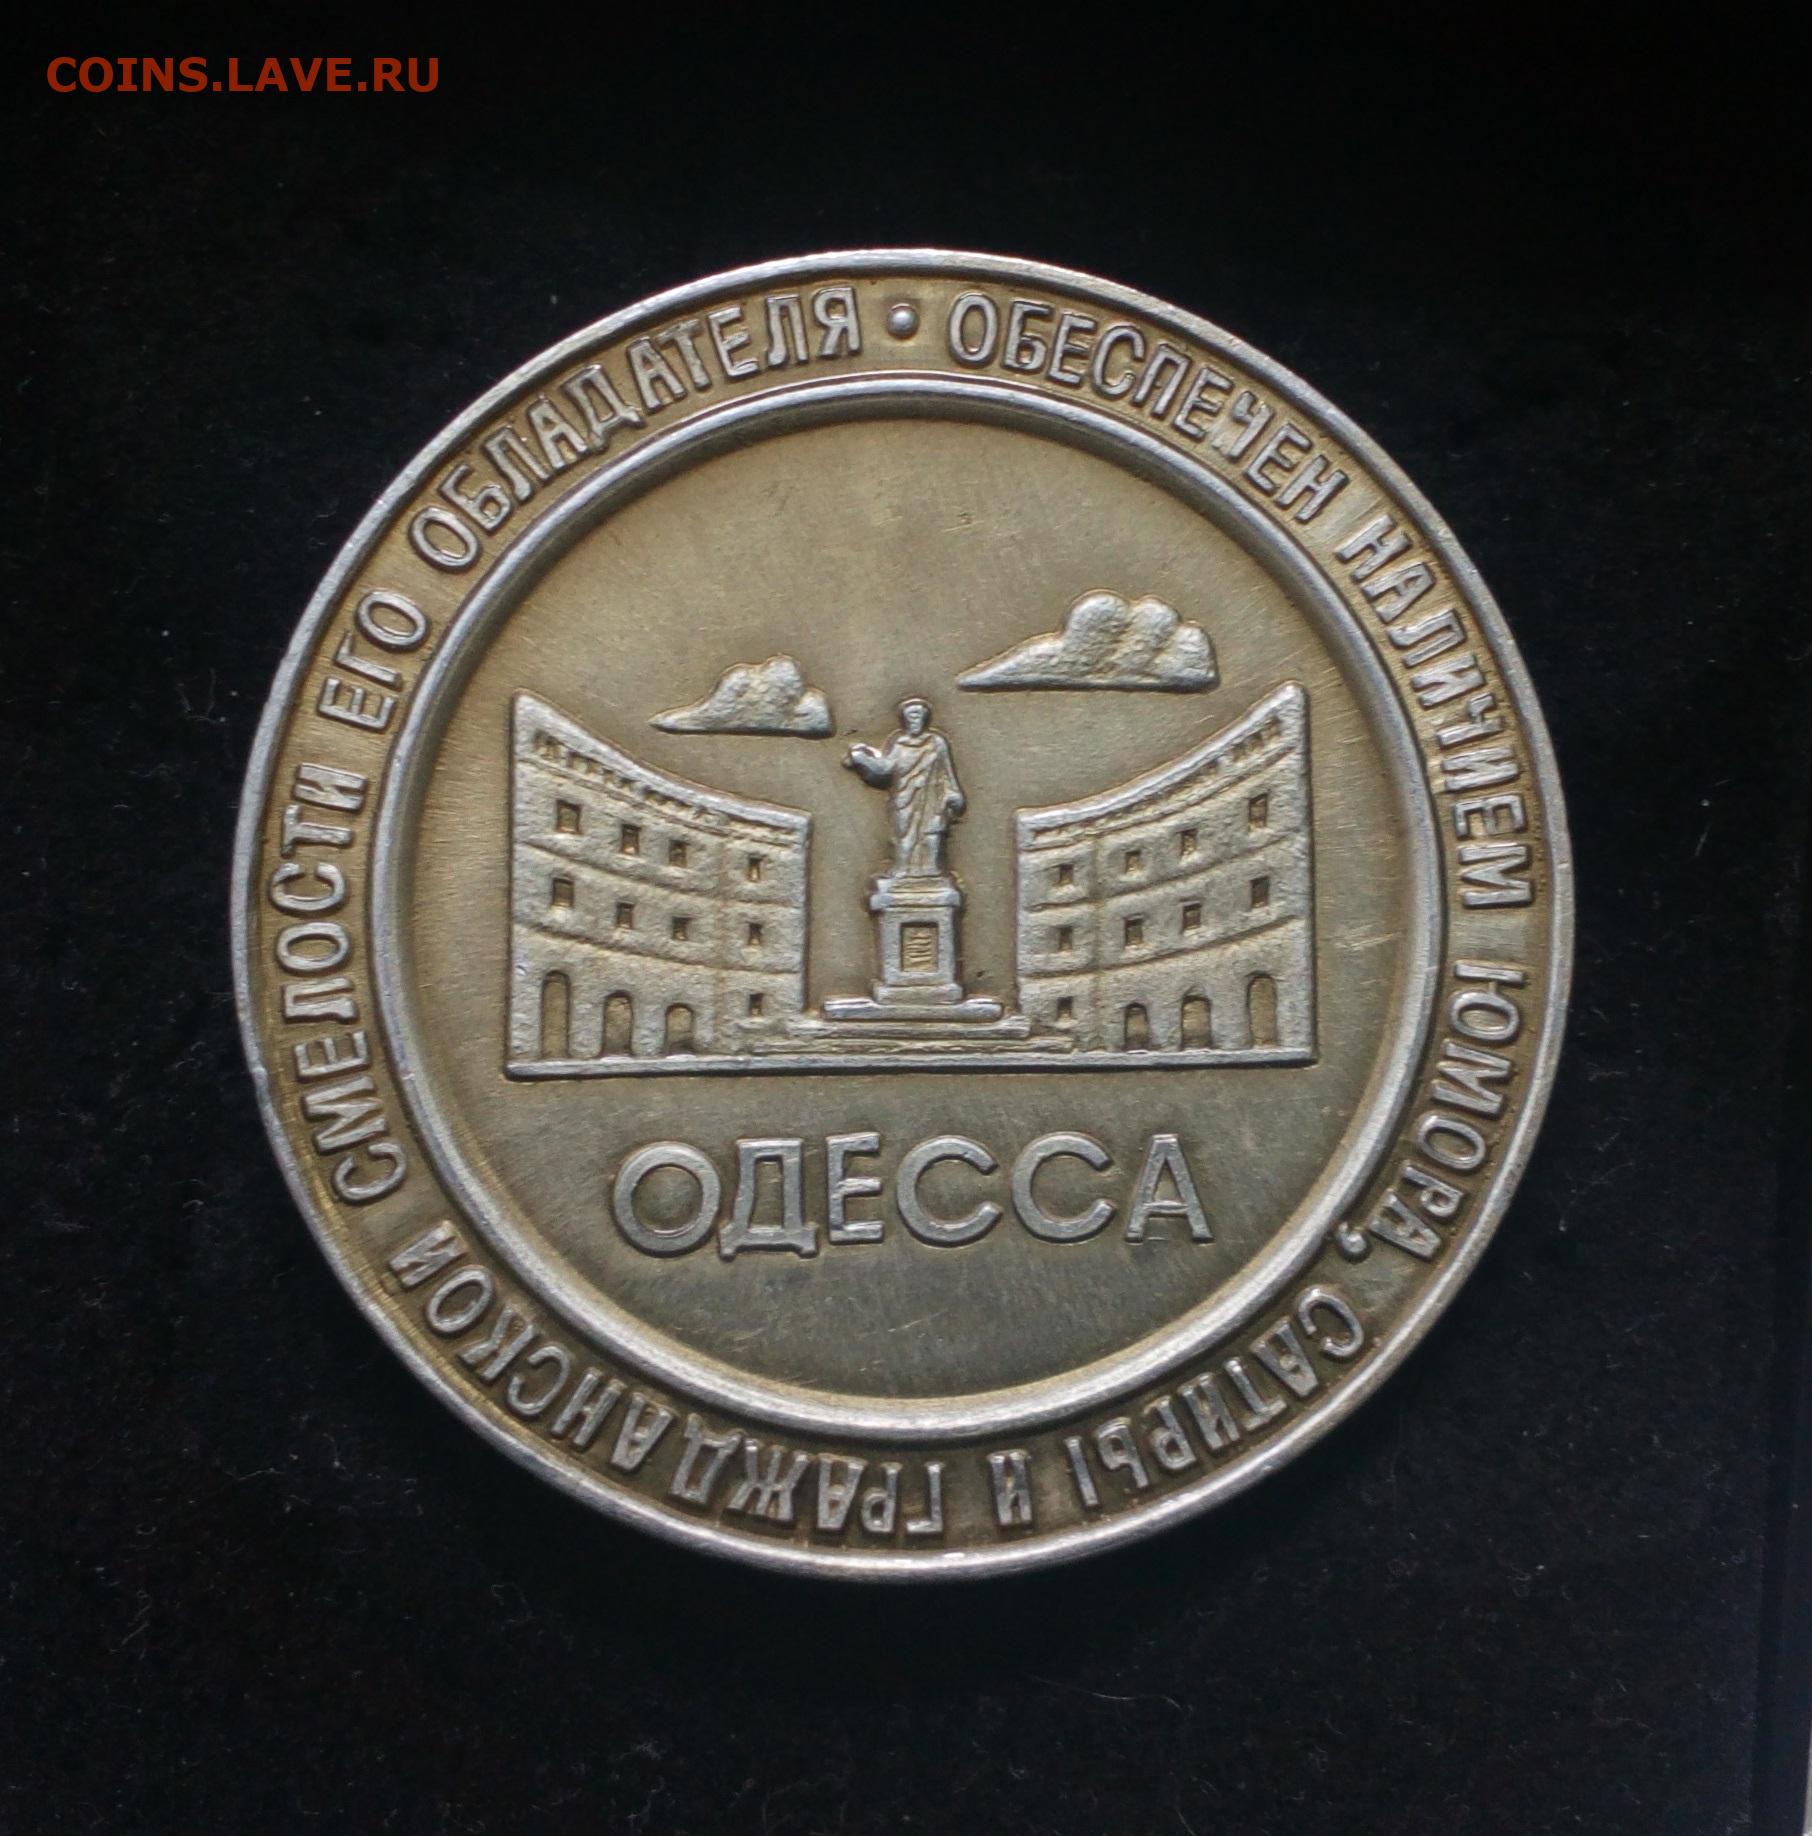 COINS.LAVE.RU
ОБЕСПЕЧЕН НАЛИЧИЕМ ЮМОРА, САТИРЫ И ГРАЖДАНСКОЙ СМЕЛОСТИ ЕГО ОБЛАДАТЕЛЯ •
ОДЕССА